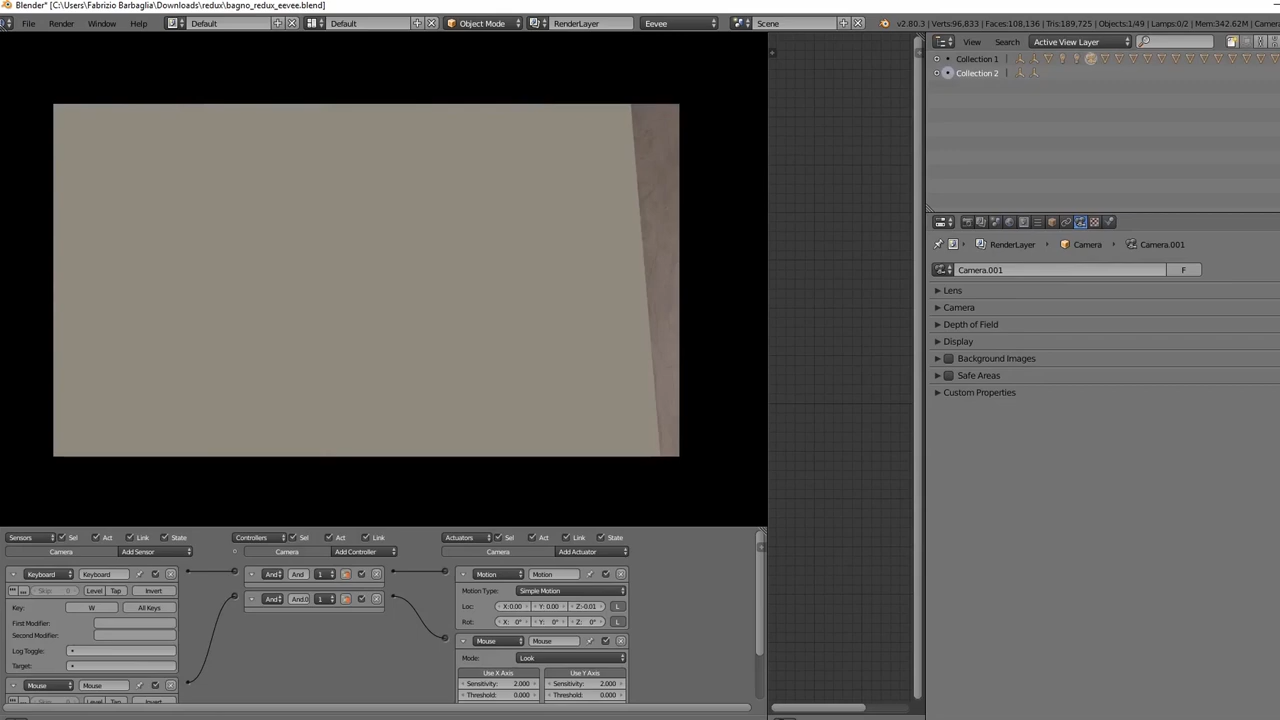 Blender* [C:\Users\Fabrizio Barbaglia\Downloads\redux\bagno_redux_eevee.blend]
File Render Window Help Default Default Object Mode RenderLayer Eevee Scene v2.80.3 | Verts:96,833 | Faces:108,136 | Tris:189,725 | Objects:1/49 | Lamps:0/2 | Mem:342.62M | Camera
View Search Active View Layer
Collection 1
Collection 2
RenderLayer Camera Camera.001
Camera.001 F
Lens
Camera
Depth of Field
Display
Background Images
Safe Areas
Custom Properties
Sensors Sel Act Link State Controllers Sel Act Link Actuators Sel Act Link State
Camera Add Sensor Camera Add Controller Camera Add Actuator
Keyboard Keyboard And And 1 Motion Motion
Skip: 0 Level Tap Invert Motion Type: Simple Motion
Key: W All Keys And And.0 1 Loc: X:0.00 Y: 0.00 Z:-0.01 L
First Modifier: Rot: X: 0° Y: 0° Z: 0° L
Second Modifier: Mouse Mouse
Log Toggle: Mode: Look
Target: Use X Axis Use Y Axis
Mouse Mouse Sensitivity: 2.000 Sensitivity: 2.000
Level Tap Invert Threshold: 0.000 Threshold: 0.000